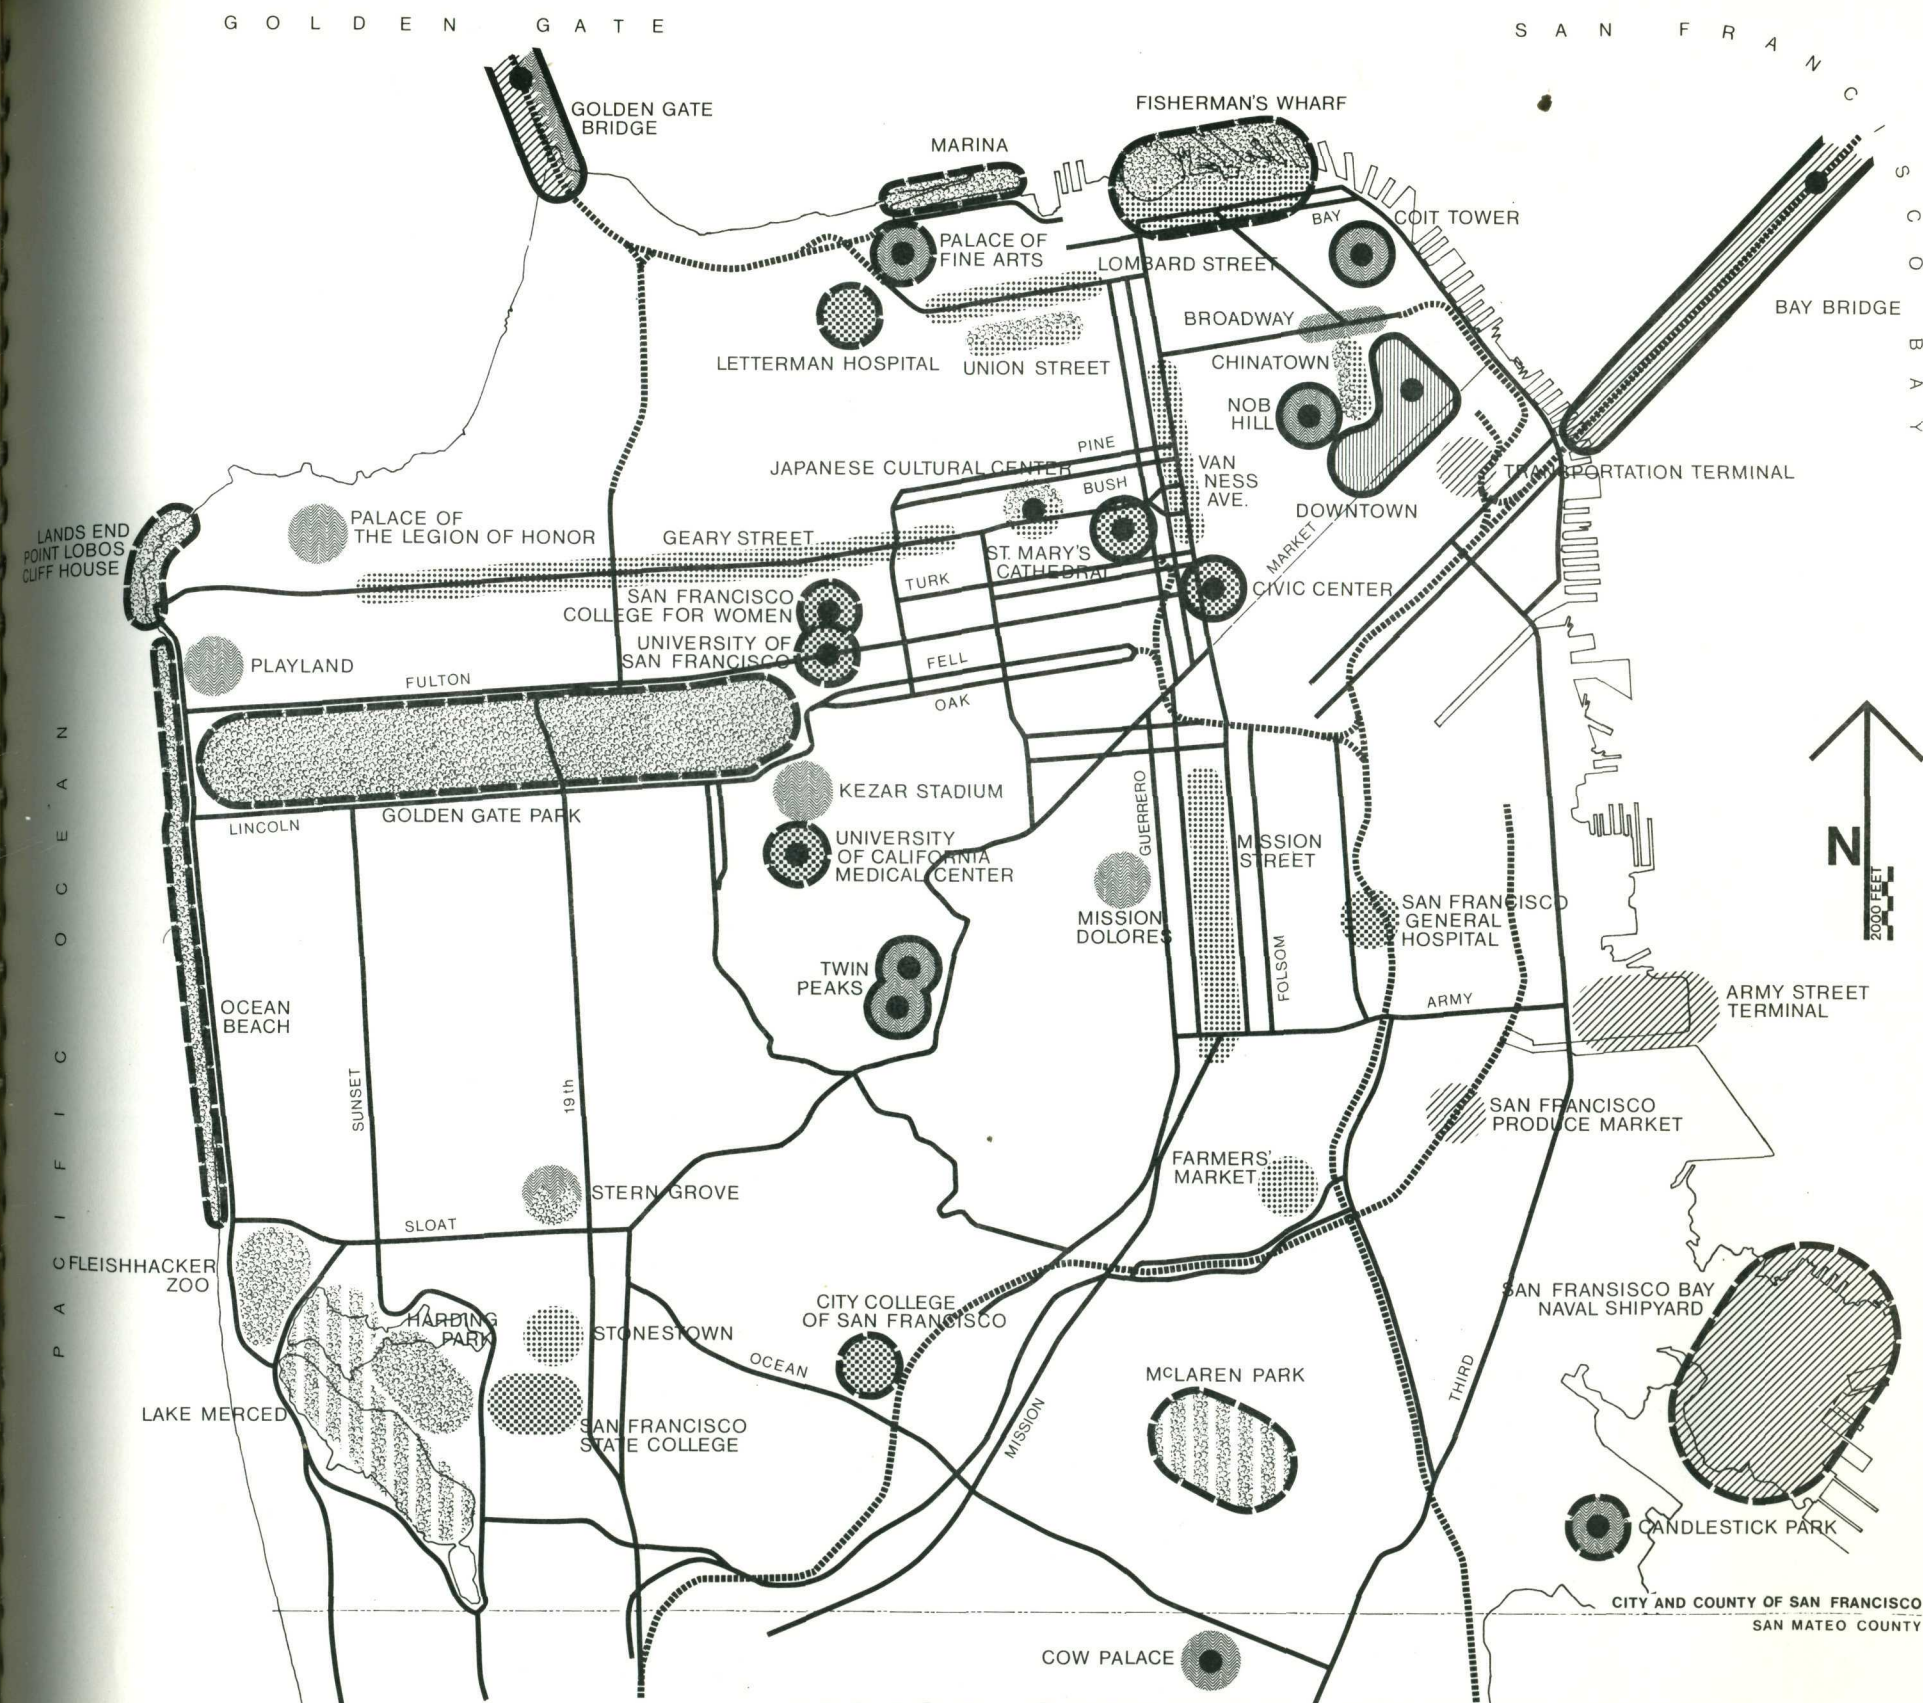 GOLDEN GATE
SAN FRANCISCO BAY
GOLDEN GATE
BRIDGE
MARINA
FISHERMAN'S WHARF
PALACE OF
FINE ARTS
BAY
COIT TOWER
LOMBARD STREET
BAY BRIDGE
BROADWAY
LETTERMAN HOSPITAL
UNION STREET
CHINATOWN
NOB
HILL
PINE
JAPANESE CULTURAL CENTER
BUSH
VAN
NESS
AVE.
TRANSPORTATION TERMINAL
DOWNTOWN
LANDS END
POINT LOBOS
CLIFF HOUSE
PALACE OF
THE LEGION OF HONOR
GEARY STREET
ST. MARY'S
CATHEDRAL
MARKET
TURK
CIVIC CENTER
SAN FRANCISCO
COLLEGE FOR WOMEN
UNIVERSITY OF
SAN FRANCISCO
PLAYLAND
FULTON
FELL
OAK
PACIFIC OCEAN
LINCOLN
GOLDEN GATE PARK
KEZAR STADIUM
GUERRERO
UNIVERSITY
OF CALIFORNIA
MEDICAL CENTER
MISSION
STREET
N
2000 FEET
MISSION
DOLORES
SAN FRANCISCO
GENERAL
HOSPITAL
TWIN
PEAKS
FOLSOM
OCEAN
BEACH
ARMY
ARMY STREET
TERMINAL
SUNSET
19th
SAN FRANCISCO
PRODUCE MARKET
FARMERS'
MARKET
STERN GROVE
SLOAT
FLEISHHACKER
ZOO
HARDING
PARK
STONESTOWN
CITY COLLEGE
OF SAN FRANCISCO
SAN FRANSISCO BAY
NAVAL SHIPYARD
OCEAN
McLAREN PARK
THIRD
LAKE MERCED
SAN FRANCISCO
STATE COLLEGE
MISSION
CANDLESTICK PARK
CITY AND COUNTY OF SAN FRANCISCO
SAN MATEO COUNTY
COW PALACE